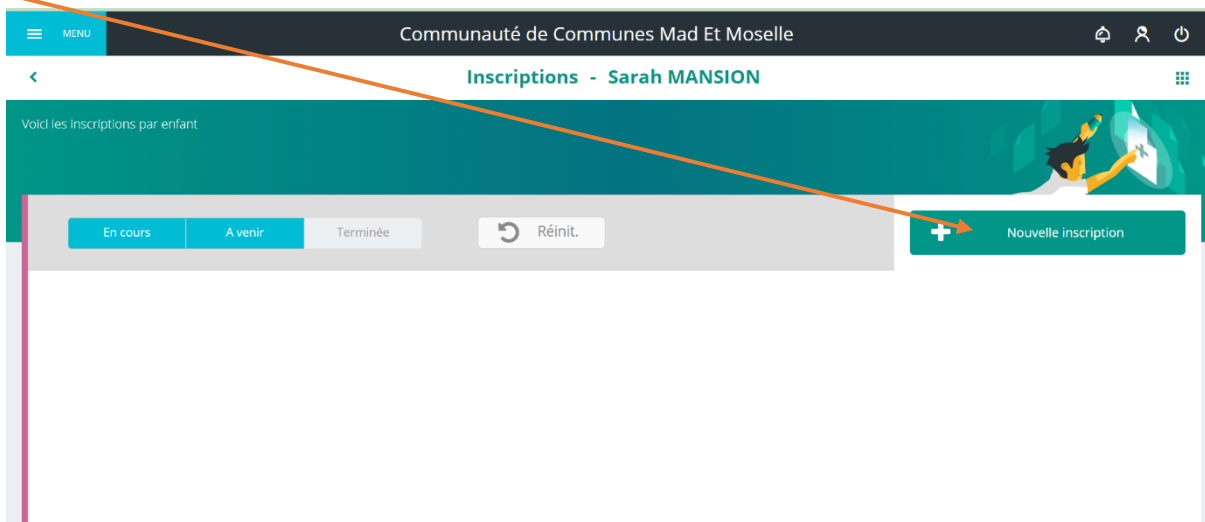 MENU Communauté de Communes Mad Et Moselle
Inscriptions - Sarah MANSION
Voici les inscriptions par enfant
En cours A venir Terminée Réinit. Nouvelle inscription